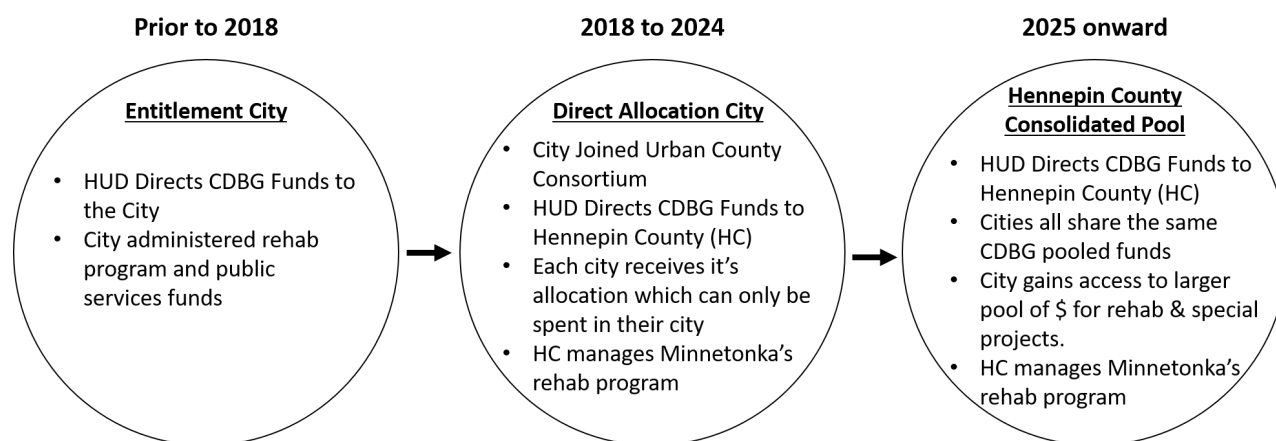 Prior to 2018
Entitlement City
• HUD Directs CDBG Funds to
the City
• City administered rehab
program and public
services funds
2018 to 2024
Direct Allocation City
• City Joined Urban County
Consortium
• HUD Directs CDBG Funds to
Hennepin County (HC)
• Each city receives it’s
allocation which can only be
spent in their city
• HC manages Minnetonka’s
rehab program
2025 onward
Hennepin County
Consolidated Pool
• HUD Directs CDBG Funds to
Hennepin County (HC)
• Cities all share the same
CDBG pooled funds
• City gains access to larger
pool of $ for rehab & special
projects.
• HC manages Minnetonka’s
rehab program